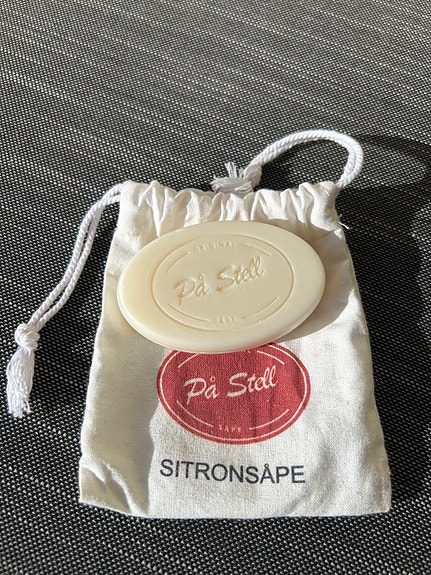 ORIGINAL
På Stell
SÅPE
På Stell
SÅPE
SITRONSÅPE